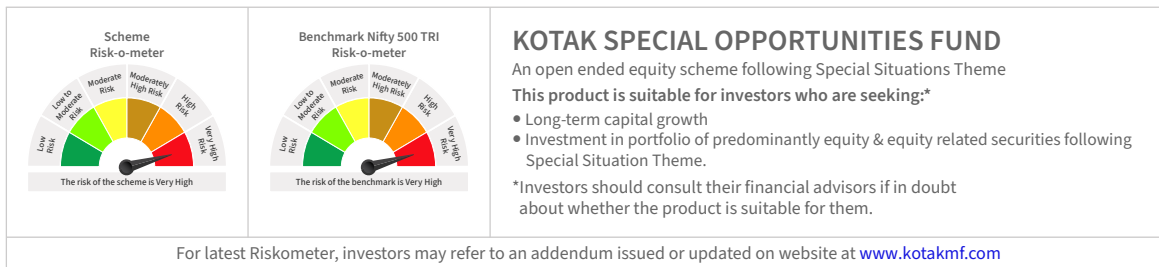 Scheme
Risk-o-meter
Low
Risk
Low to
Moderate
Risk
Moderate
Risk
Moderately
High Risk
High
Risk
Very High
Risk
The risk of the scheme is Very High
Benchmark Nifty 500 TRI
Risk-o-meter
Low
Risk
Low to
Moderate
Risk
Moderate
Risk
Moderately
High Risk
High
Risk
Very High
Risk
The risk of the benchmark is Very High
KOTAK SPECIAL OPPORTUNITIES FUND
An open ended equity scheme following Special Situations Theme
This product is suitable for investors who are seeking:*
● Long-term capital growth
● Investment in portfolio of predominantly equity & equity related securities following
Special Situation Theme.
*Investors should consult their financial advisors if in doubt
about whether the product is suitable for them.
For latest Riskometer, investors may refer to an addendum issued or updated on website at www.kotakmf.com